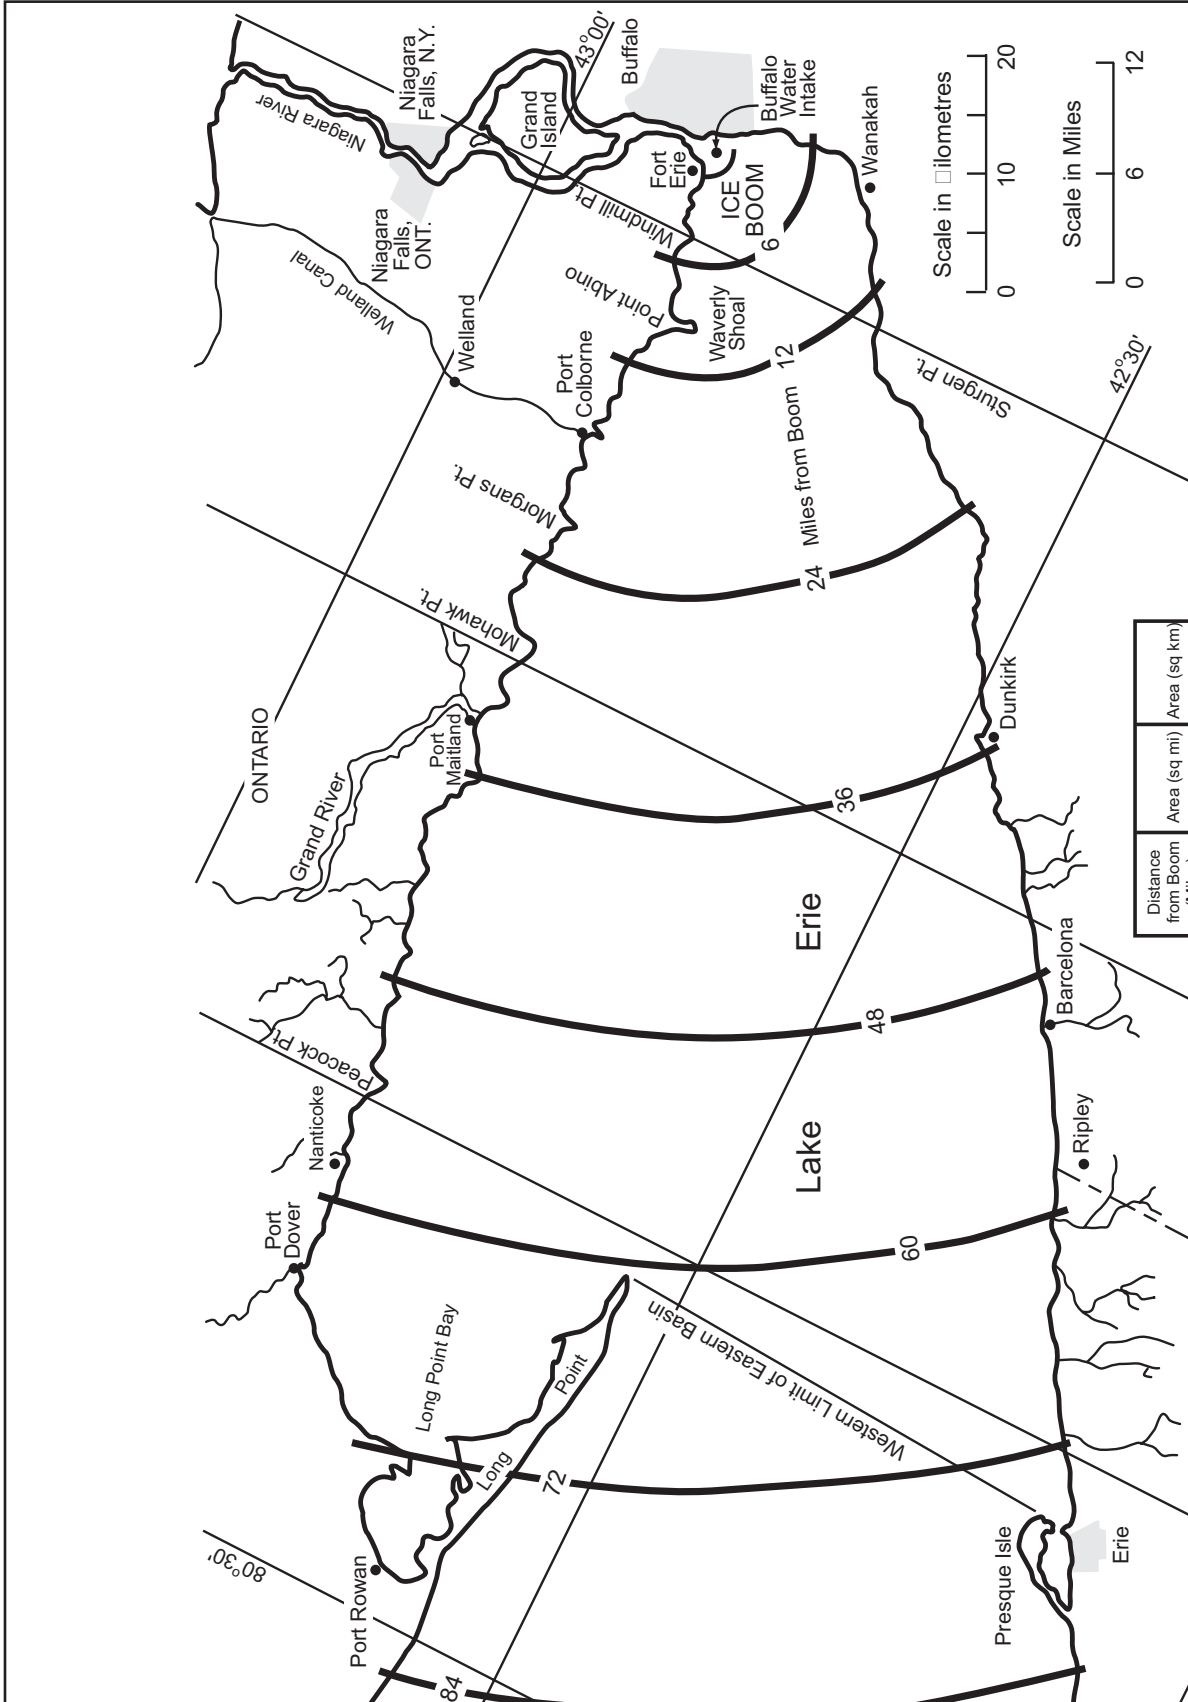 Niagara River
Niagara
Falls, N.Y.
Grand
Island
43°00'
Buffalo
Buffalo
Water
Intake
Niagara
Falls,
ONT.
Welland Canal
Welland
Windmill Pt.
Fort
Erie
ICE
BOOM
6
Wanakah
Point Abino
Waverly
Shoal
Port
Colborne
12
Sturgen Pt.
42°30'
Scale in □ilometres
0
10
20
Scale in Miles
0
6
12
Morgans Pt.
Miles from Boom
24
Mohawk Pt.
ONTARIO
Grand River
Port
Maitland
36
Dunkirk
Distance
from Boom
Area (sq mi)
Area (sq km)
Lake Erie
48
Barcelona
Peacock Pt.
Nanticoke
Ripley
Port
Dover
60
Long Point Bay
Long Point
Western Limit of Eastern Basin
72
Presque Isle
Erie
80°30'
Port Rowan
84